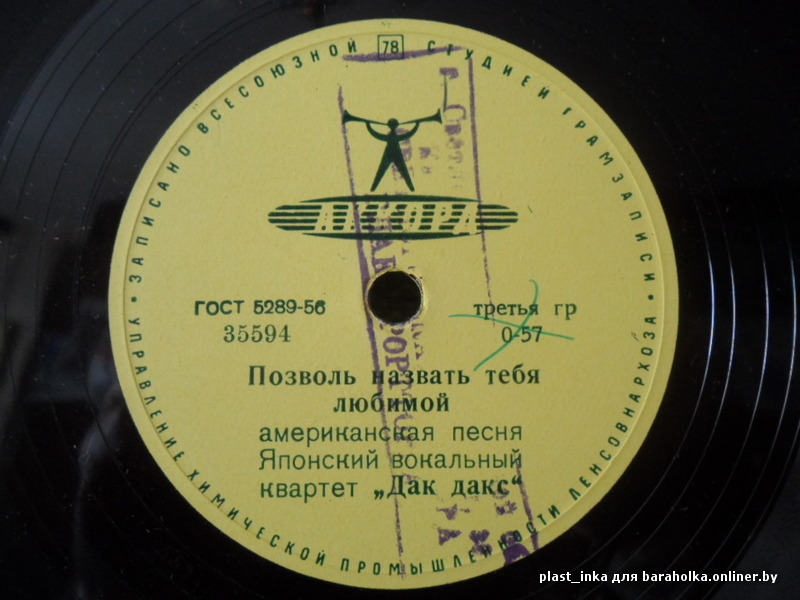 ЗАПИСАНО ВСЕСОЮЗНОЙ 78 СТУДИЕЙ ГРАМЗАПИСИ
АККОРД
ГОСТ 5289-56
35594
третья гр
0-57
Позволь назвать тебя
любимой
американская песня
Японский вокальный
квартет „Дак дакс“
УПРАВЛЕНИЕ ХИМИЧЕСКОЙ ПРОМЫШЛЕННОСТИ ЛЕНСОВНАРХОЗА
plast_inka для baraholka.onliner.by